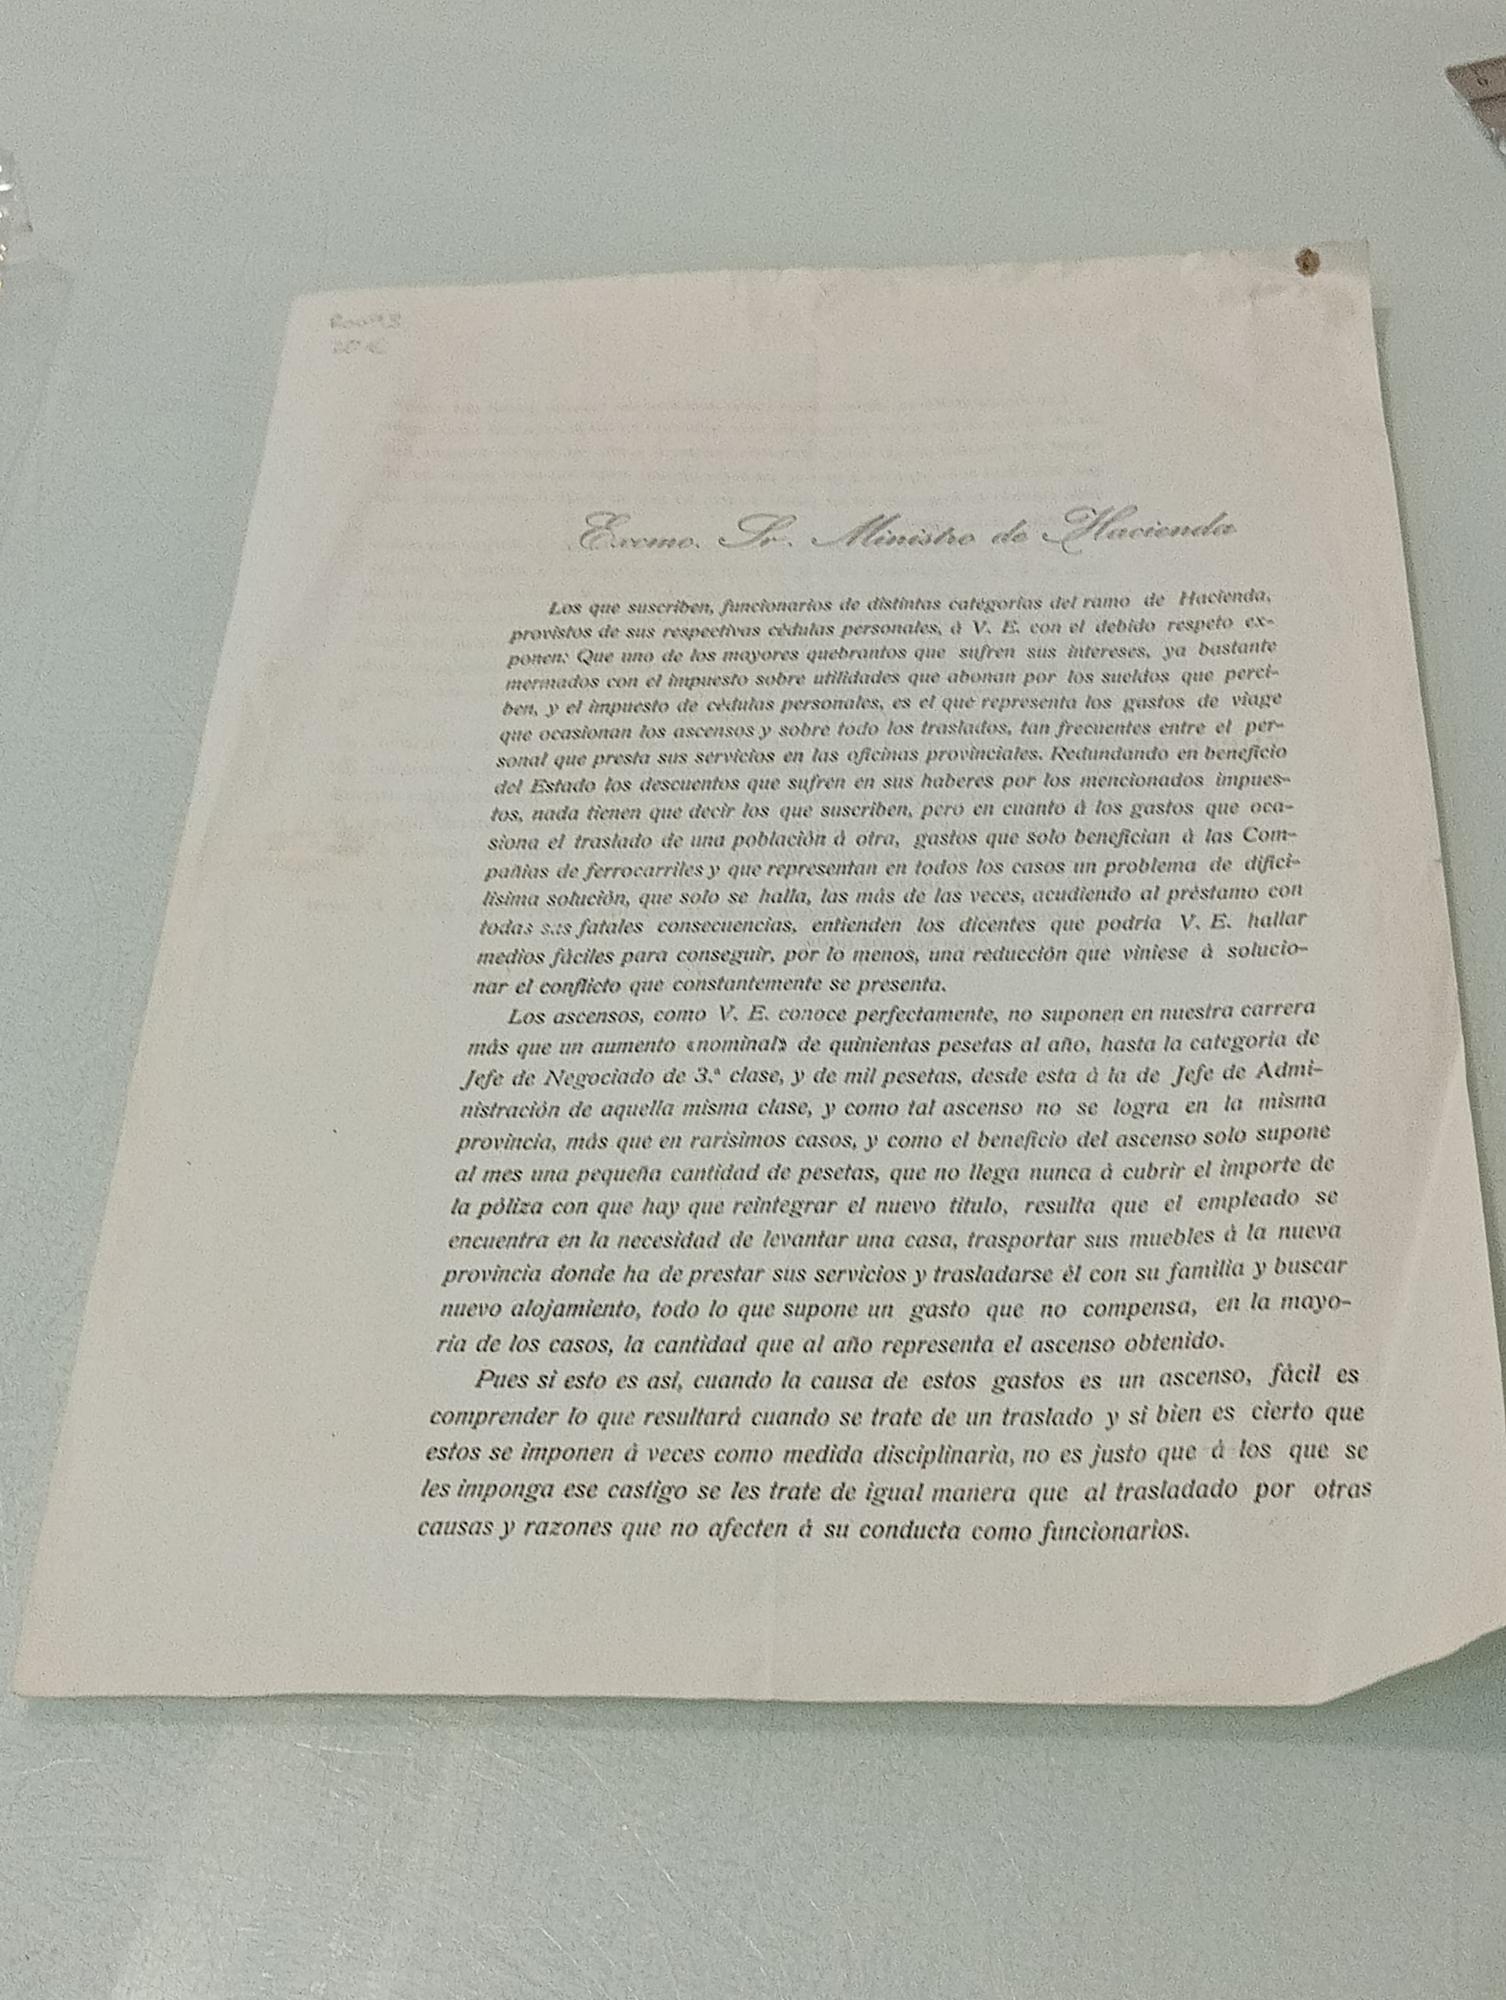 Excmo. Sr. Ministro de Hacienda
Los que suscriben, funcionarios de distintas categorías del ramo de Hacienda,
provistos de sus respectivas cédulas personales, á V. E. con el debido respeto ex-
ponen: Que uno de los mayores quebrantos que sufren sus intereses, ya bastante
mermados con el impuesto sobre utilidades que abonan por los sueldos que perci-
ben, y el impuesto de cédulas personales, es el que representa los gastos de viage
que ocasionan los ascensos y sobre todo los traslados, tan frecuentes entre el per-
sonal que presta sus servicios en las oficinas provinciales. Redundando en beneficio
del Estado los descuentos que sufren en sus haberes por los mencionados impues-
tos, nada tienen que decir los que suscriben, pero en cuanto á los gastos que oca-
siona el traslado de una población á otra, gastos que solo benefician á las Com-
pañías de ferrocarriles y que representan en todos los casos un problema de difici-
lísima solución, que solo se halla, las más de las veces, acudiendo al préstamo con
todas sus fatales consecuencias, entienden los dicentes que podría V. E. hallar
medios fáciles para conseguir, por lo menos, una reducción que viniese á solucio-
nar el conflicto que constantemente se presenta.
Los ascensos, como V. E. conoce perfectamente, no suponen en nuestra carrera
más que un aumento «nominal» de quinientas pesetas al año, hasta la categoría de
Jefe de Negociado de 3.ª clase, y de mil pesetas, desde esta á la de Jefe de Admi-
nistración de aquella misma clase, y como tal ascenso no se logra en la misma
provincia, más que en rarísimos casos, y como el beneficio del ascenso solo supone
al mes una pequeña cantidad de pesetas, que no llega nunca á cubrir el importe de
la póliza con que hay que reintegrar el nuevo título, resulta que el empleado se
encuentra en la necesidad de levantar una casa, trasportar sus muebles á la nueva
provincia donde ha de prestar sus servicios y trasladarse él con su familia y buscar
nuevo alojamiento, todo lo que supone un gasto que no compensa, en la mayo-
ría de los casos, la cantidad que al año representa el ascenso obtenido.
Pues si esto es así, cuando la causa de estos gastos es un ascenso, fácil es
comprender lo que resultará cuando se trate de un traslado y si bien es cierto que
estos se imponen á veces como medida disciplinaria, no es justo que á los que se
les imponga ese castigo se les trate de igual manera que al trasladado por otras
causas y razones que no afecten á su conducta como funcionarios.